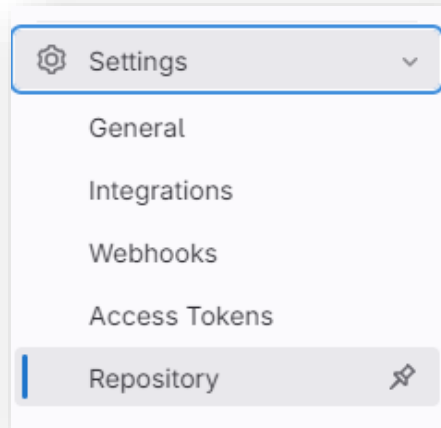 Settings
General
Integrations
Webhooks
Access Tokens
Repository